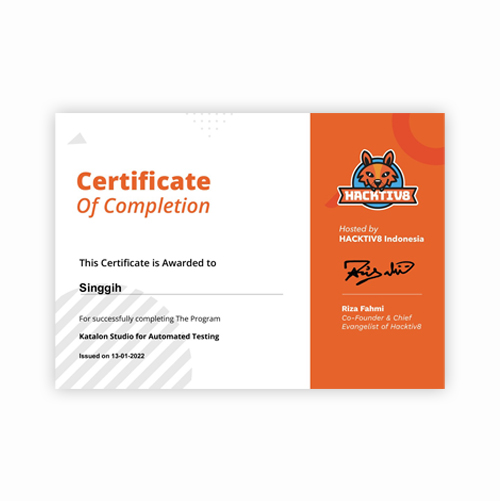 Certificate
Of Completion
This Certificate is Awarded to
Singgih
For successfully completing The Program
Katalon Studio for Automated Testing
Issued on 13-01-2022
HACKTIV8
Hosted by
HACKTIV8 Indonesia
Riza Fahmi
Co-Founder & Chief
Evangelist of Hacktiv8